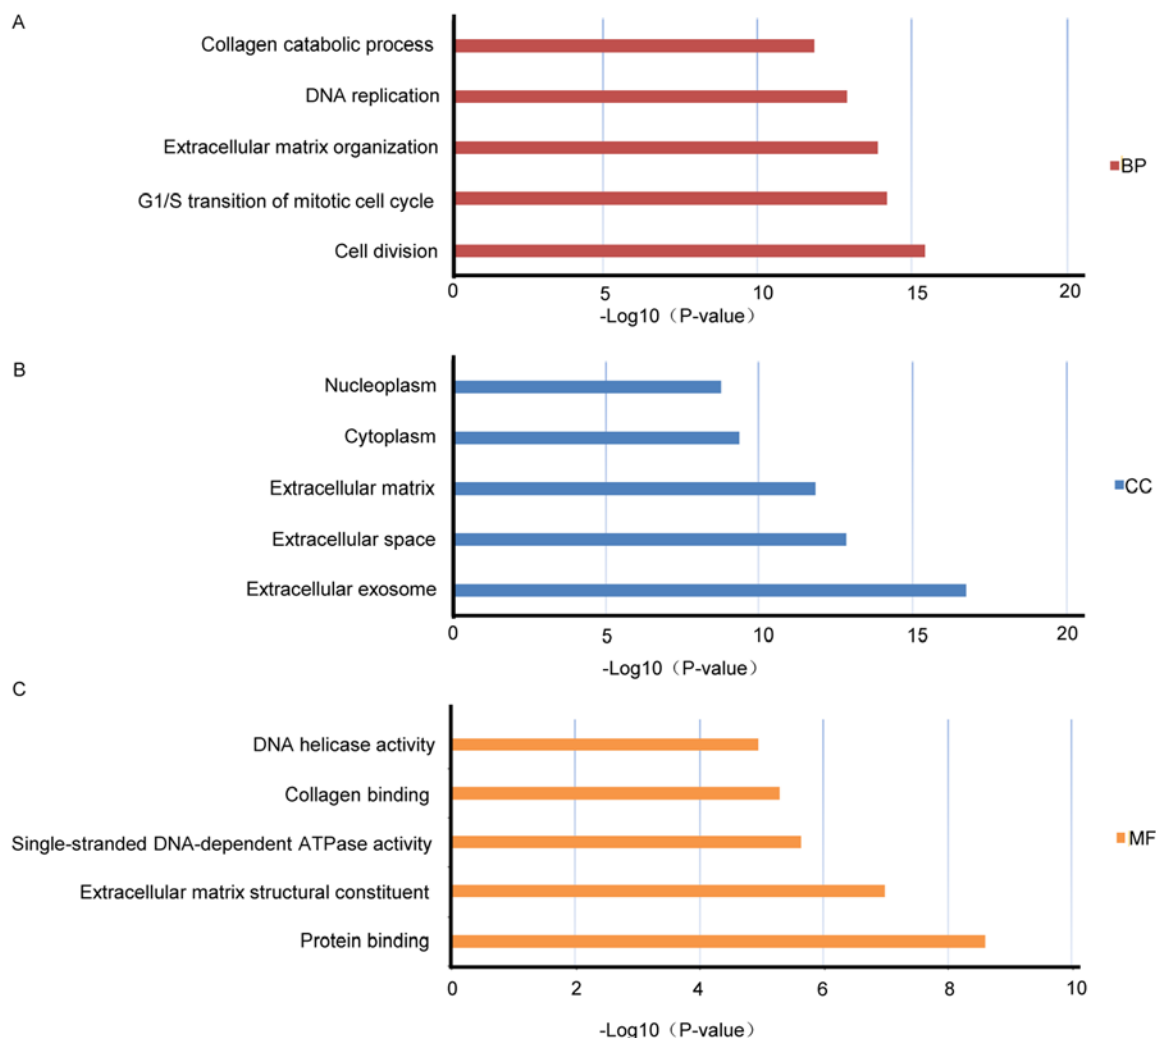 A
Collagen catabolic process
DNA replication
Extracellular matrix organization
G1/S transition of mitotic cell cycle
Cell division
BP
0 5 10 15 20
-Log10（P-value）
B
Nucleoplasm
Cytoplasm
Extracellular matrix
Extracellular space
Extracellular exosome
CC
0 5 10 15 20
-Log10（P-value）
C
DNA helicase activity
Collagen binding
Single-stranded DNA-dependent ATPase activity
Extracellular matrix structural constituent
Protein binding
MF
0 2 4 6 8 10
-Log10（P-value）